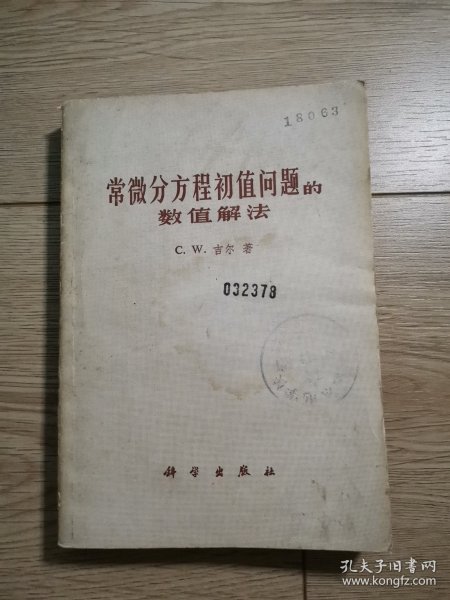 18063
常微分方程初值问题的
数值解法
C. W. 吉尔 著
032378
科学出版社
孔夫子旧书网
www.kongfz.com